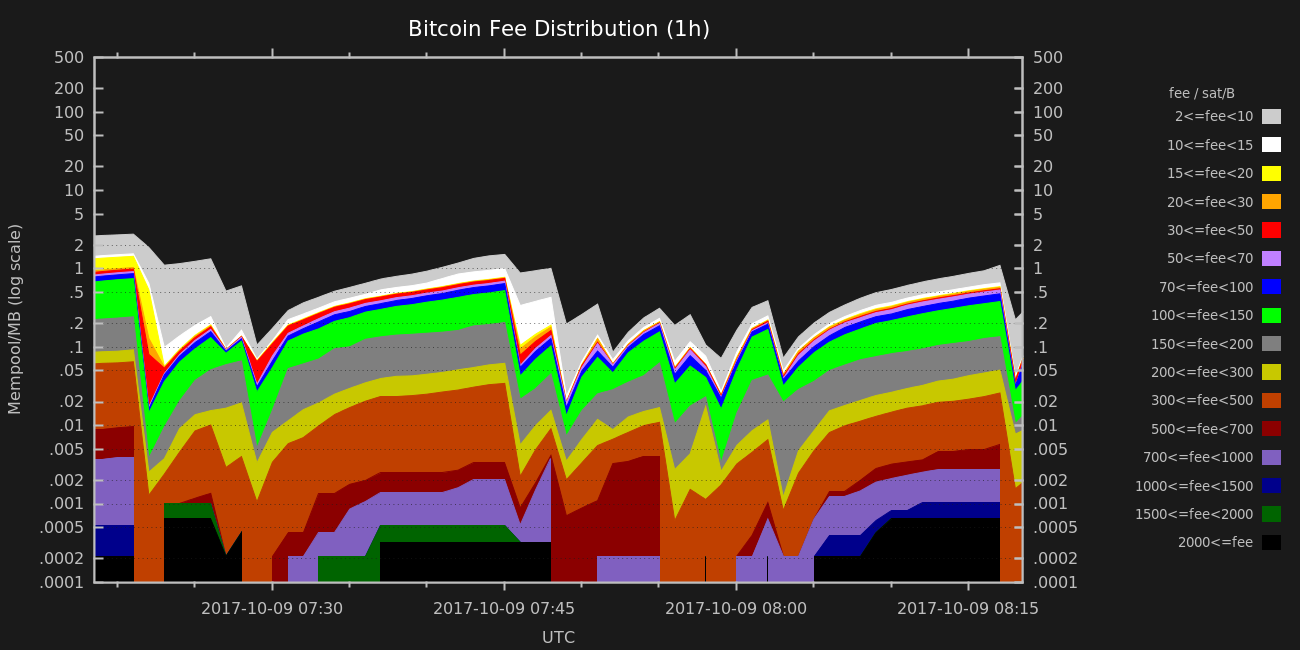 Bitcoin Fee Distribution (1h)
Mempool/MB (log scale)
500
200
100
50
20
10
5
2
1
.5
.2
.1
.05
.02
.01
.005
.002
.001
.0005
.0002
.0001
500
200
100
50
20
10
5
2
1
.5
.2
.1
.05
.02
.01
.005
.002
.001
.0005
.0002
.0001
2017-10-09 07:30
2017-10-09 07:45
2017-10-09 08:00
2017-10-09 08:15
UTC
fee / sat/B
2<=fee<10
10<=fee<15
15<=fee<20
20<=fee<30
30<=fee<50
50<=fee<70
70<=fee<100
100<=fee<150
150<=fee<200
200<=fee<300
300<=fee<500
500<=fee<700
700<=fee<1000
1000<=fee<1500
1500<=fee<2000
2000<=fee